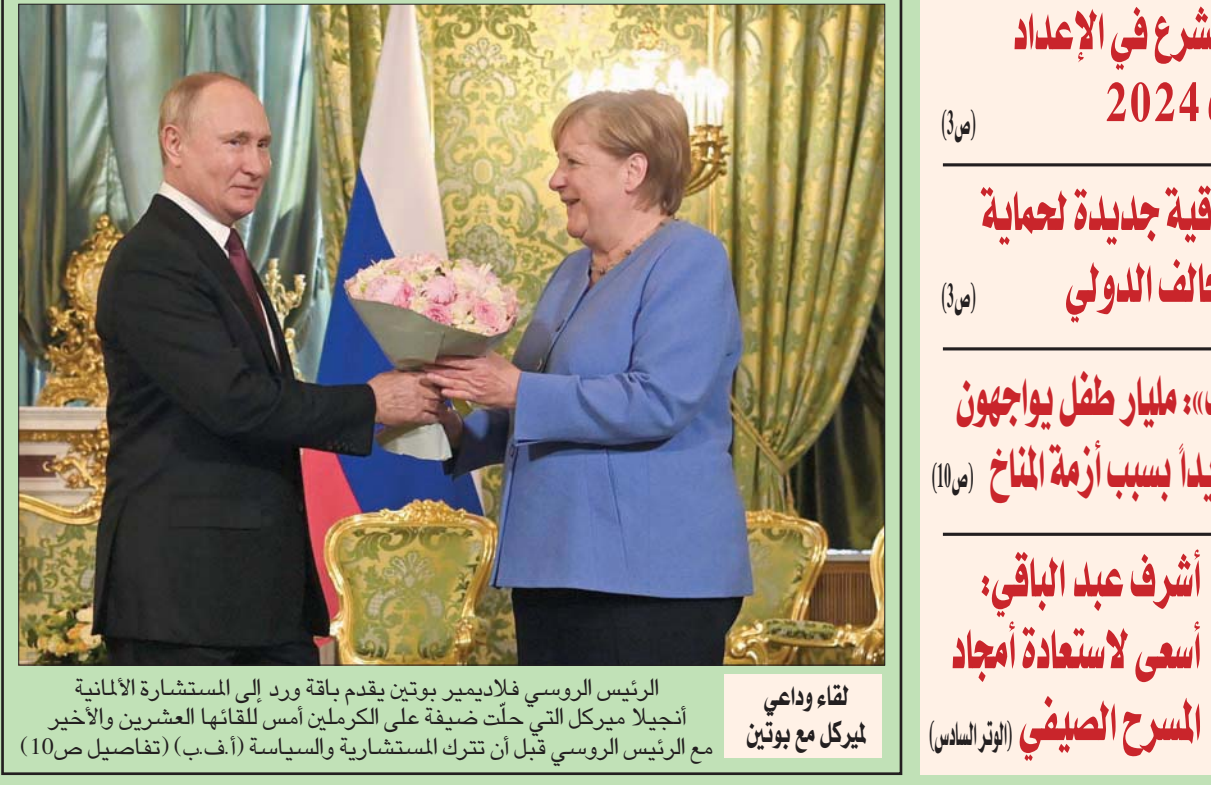 شرع في الإعداد
2024
(ص3)
قية جديدة لحماية
الف الدولي
(ص3)
»: مليار طفل يواجهون
يداً بسبب أزمة المناخ (ص10)
أشرف عبد الباقي:
أسعى لاستعادة أمجاد
المسرح الصيفي (الوتر السادس)
لقاء وداعي
لميركل مع بوتين
الرئيس الروسي فلاديمير بوتين يقدم باقة ورد إلى المستشارة الألمانية
أنجيلا ميركل التي حلّت ضيفة على الكرملين أمس للقائها العشرين والأخير
مع الرئيس الروسي قبل أن تترك المستشارية والسياسة (أ.ف.ب) (تفاصيل ص10)